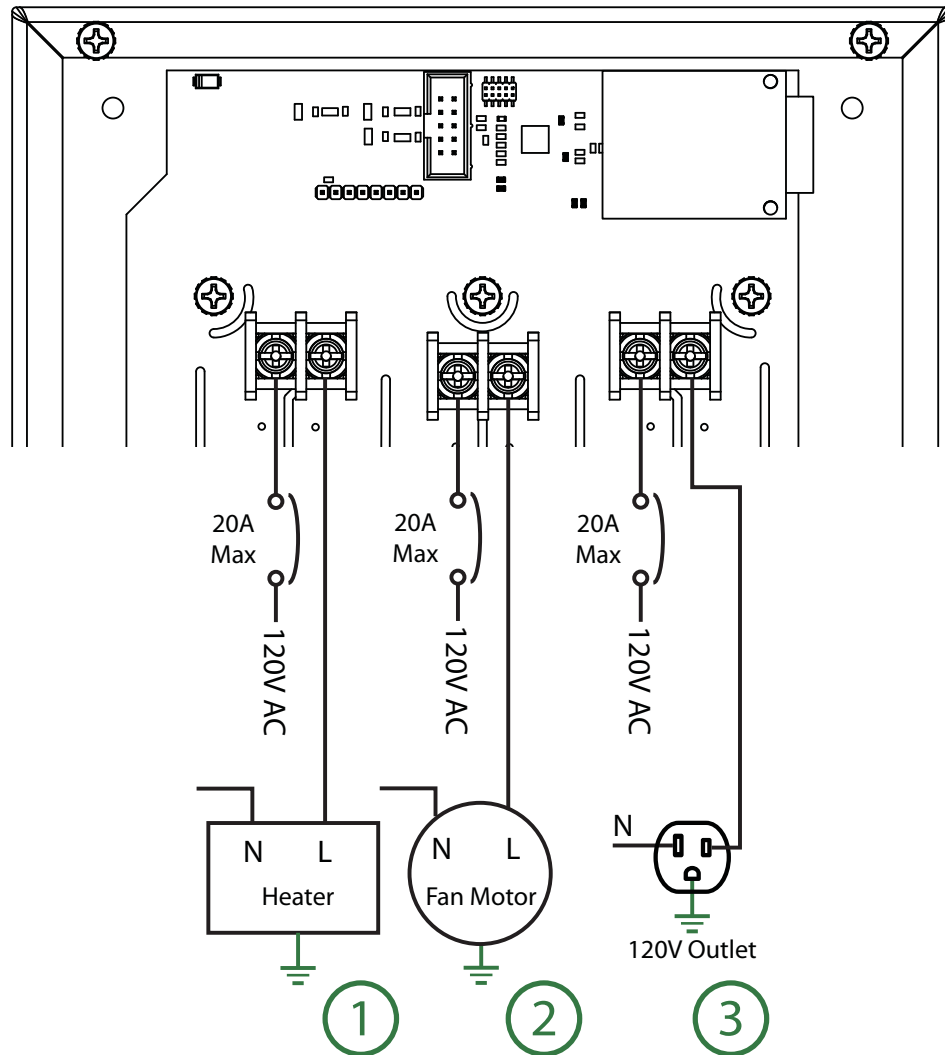 20A
Max
20A
Max
20A
Max
120V AC
120V AC
120V AC
N L
Heater
N L
Fan Motor
N
120V Outlet
1
2
3